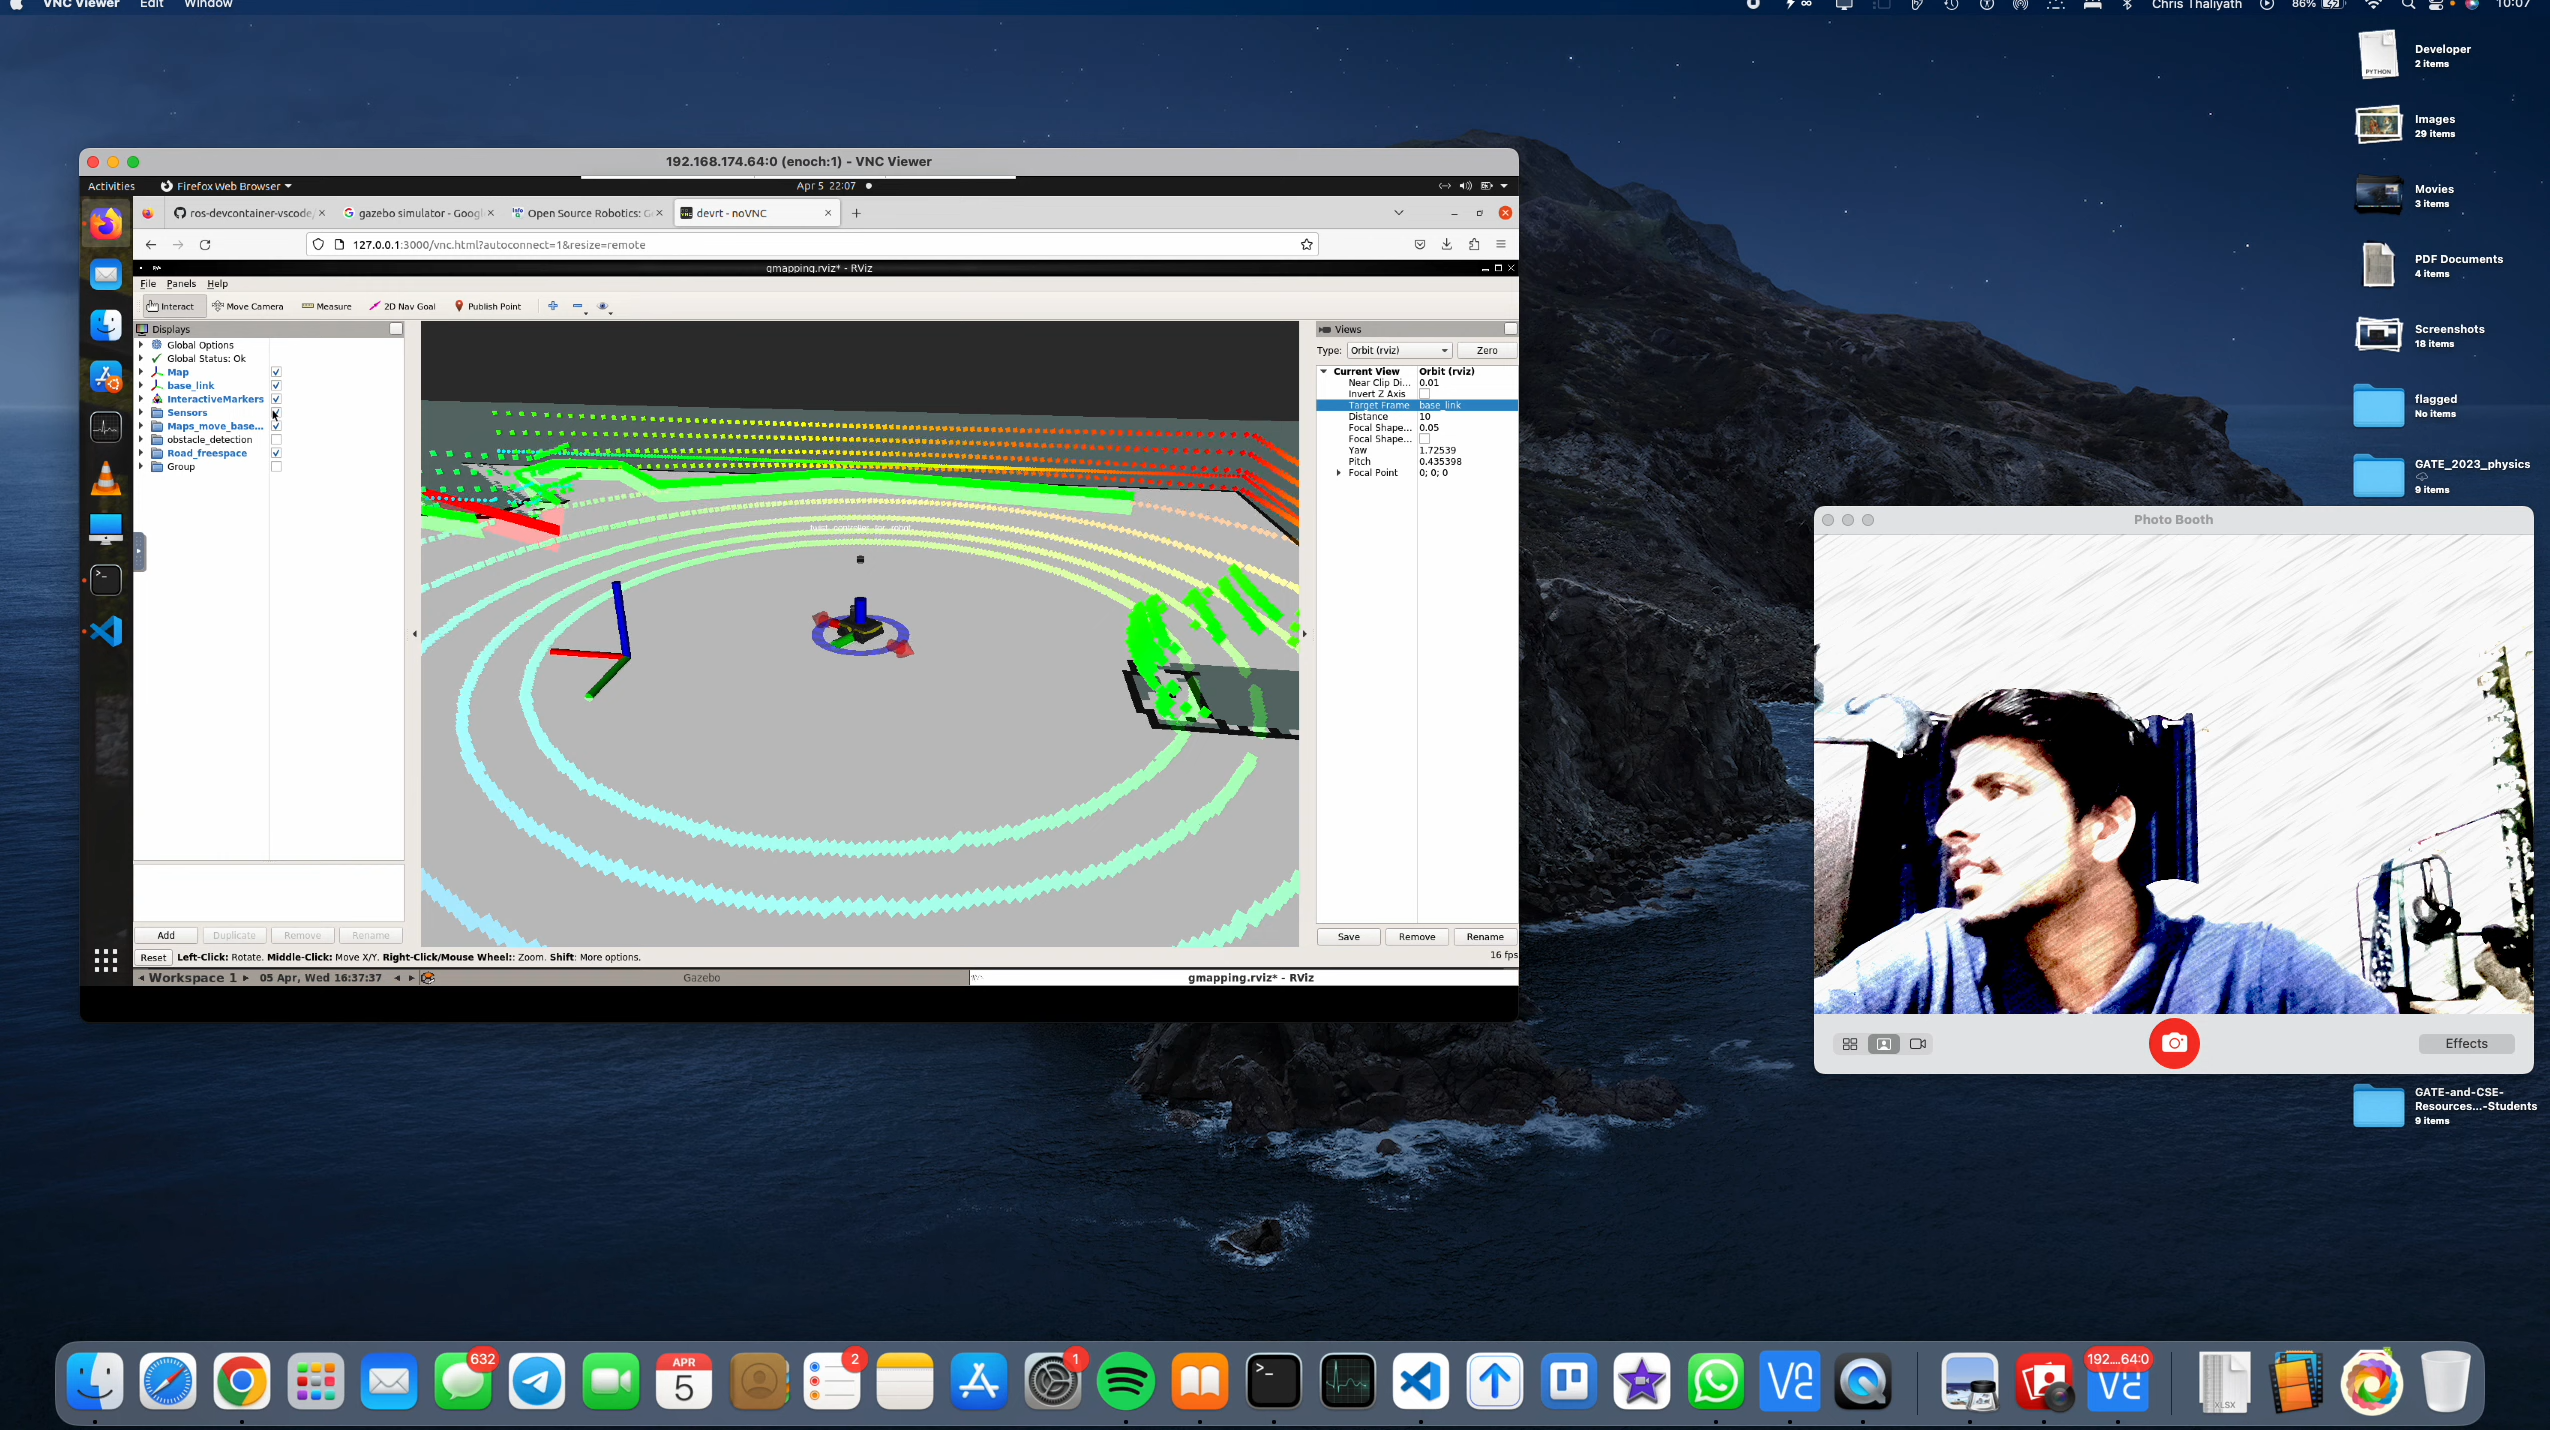 VNC Viewer Edit Window
Chris Thaliyath 86% 10:07
Developer
2 items
Images
29 items
Movies
3 items
PDF Documents
4 items
Screenshots
18 items
flagged
No items
GATE_2023_physics
9 items
192.168.174.64:0 (enoch:1) - VNC Viewer
Activities Firefox Web Browser Apr 5 22:07
ros-devcontainer-vscode/ gazebo simulator - Googl Open Source Robotics: G devrt - noVNC
127.0.0.1:3000/vnc.html?autoconnect=1&resize=remote
gmapping.rviz* - RViz
File Panels Help
Interact Move Camera Measure 2D Nav Goal Publish Point
Displays
Global Options
Global Status: Ok
Map
base_link
InteractiveMarkers
Sensors
Maps_move_base...
obstacle_detection
Road_freespace
Group
Add Duplicate Remove Rename
twist_controller_for_robot
Views
Type: Orbit (rviz) Zero
Current View Orbit (rviz)
Near Clip Di... 0.01
Invert Z Axis
Target Frame base_link
Distance 10
Focal Shape... 0.05
Focal Shape...
Yaw 1.72539
Pitch 0.435398
Focal Point 0; 0; 0
Save Remove Rename
Reset Left-Click: Rotate. Middle-Click: Move X/Y. Right-Click/Mouse Wheel:: Zoom. Shift: More options. 16 fps
Workspace 1 05 Apr, Wed 16:37:37 Gazebo gmapping.rviz* - RViz
Photo Booth
Effects
GATE-and-CSE-
Resources...-Students
9 items
632
APR
5
2
1
192....64:0
XLSX
PYTHON